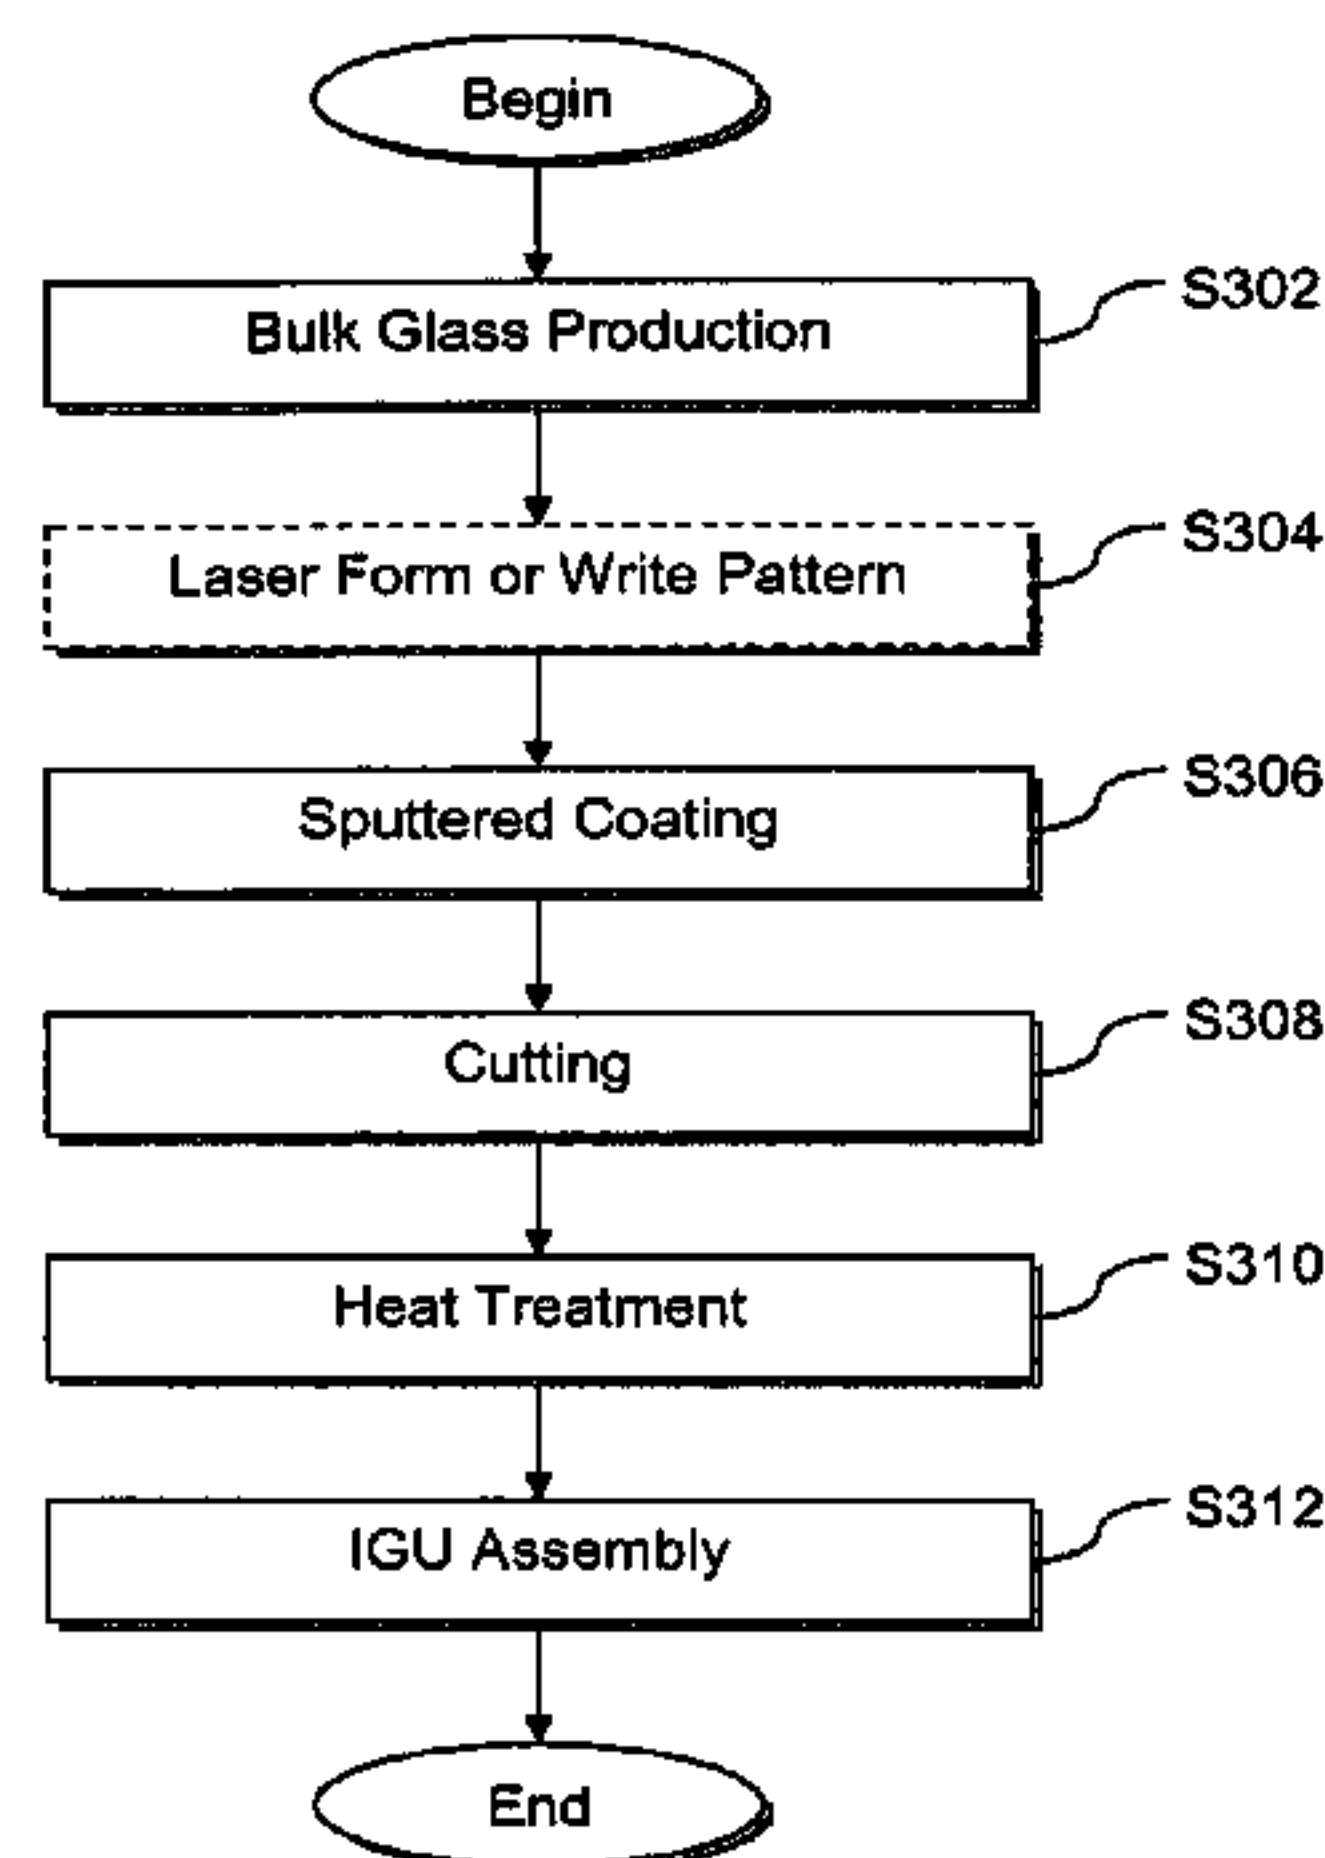 Begin
Bulk Glass Production
S302
Laser Form or Write Pattern
S304
Sputtered Coating
S306
Cutting
S308
Heat Treatment
S310
IGU Assembly
S312
End